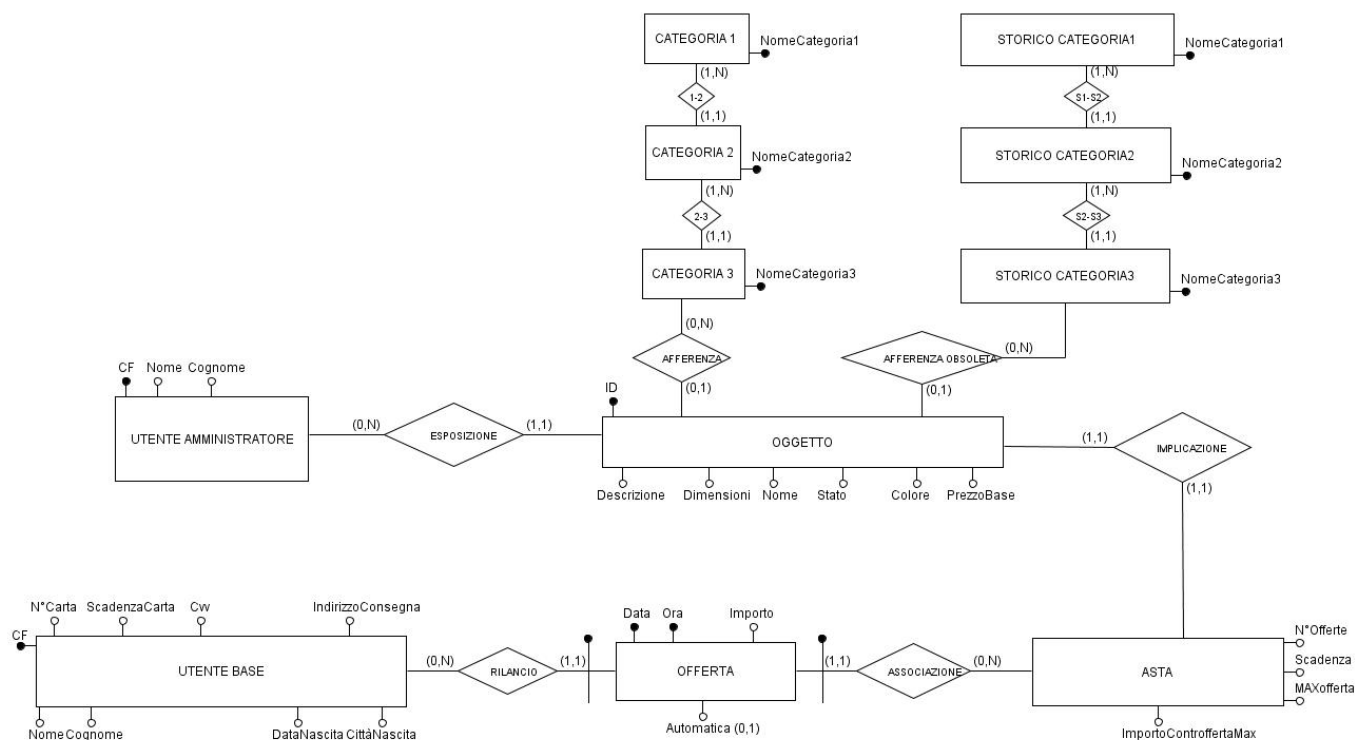 CATEGORIA 1
NomeCategoria1
(1,N)
1-2
(1,1)
CATEGORIA 2
NomeCategoria2
(1,N)
2-3
(1,1)
CATEGORIA 3
NomeCategoria3
(0,N)
AFFERENZA
(0,1)
STORICO CATEGORIA1
NomeCategoria1
(1,N)
S1-S2
(1,1)
STORICO CATEGORIA2
NomeCategoria2
(1,N)
S2-S3
(1,1)
STORICO CATEGORIA3
NomeCategoria3
(0,N)
AFFERENZA OBSOLETA
(0,1)
CF
Nome
Cognome
UTENTE AMMINISTRATORE
(0,N)
ESPOSIZIONE
(1,1)
ID
OGGETTO
Descrizione
Dimensioni
Nome
Stato
Colore
PrezzoBase
(1,1)
IMPLICAZIONE
(1,1)
CF
N°Carta
ScadenzaCarta
Cvv
IndirizzoConsegna
UTENTE BASE
Nome
Cognome
DataNascita
CittàNascita
(0,N)
RILANCIO
(1,1)
Data
Ora
Importo
OFFERTA
Automatica (0,1)
(1,1)
ASSOCIAZIONE
(0,N)
ASTA
N°Offerte
Scadenza
MAXofferta
ImportoControffertaMax